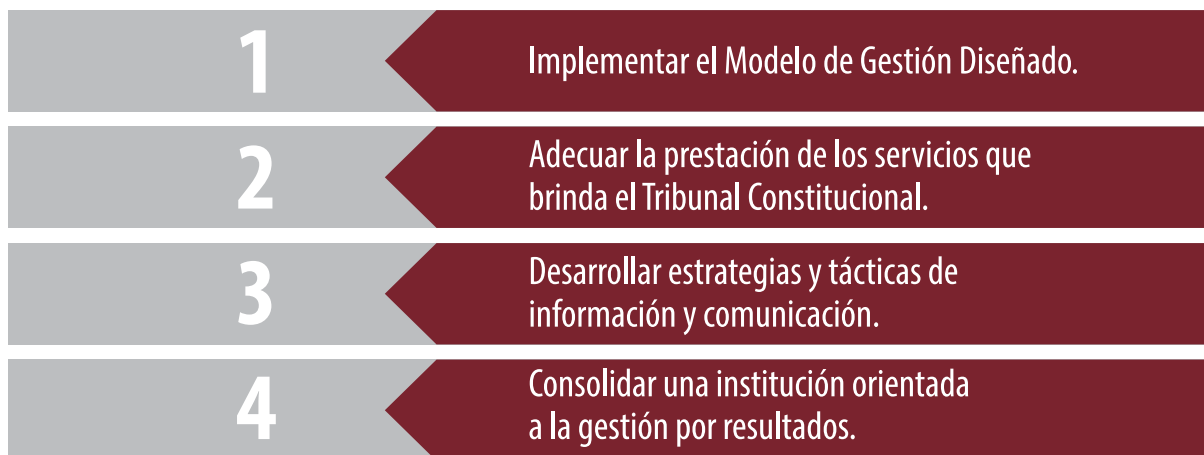 1
Implementar el Modelo de Gestión Diseñado.
2
Adecuar la prestación de los servicios que
brinda el Tribunal Constitucional.
3
Desarrollar estrategias y tácticas de
información y comunicación.
4
Consolidar una institución orientada
a la gestión por resultados.